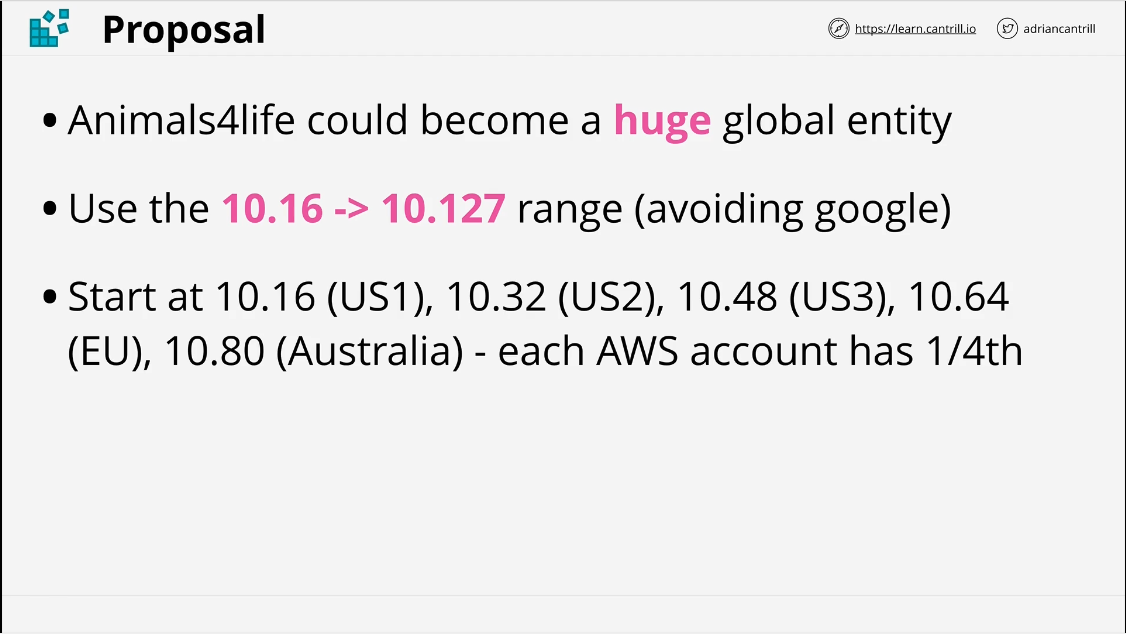 Proposal
https://learn.cantrill.io
adriancantrill
• Animals4life could become a huge global entity
• Use the 10.16 -> 10.127 range (avoiding google)
• Start at 10.16 (US1), 10.32 (US2), 10.48 (US3), 10.64
(EU), 10.80 (Australia) - each AWS account has 1/4th